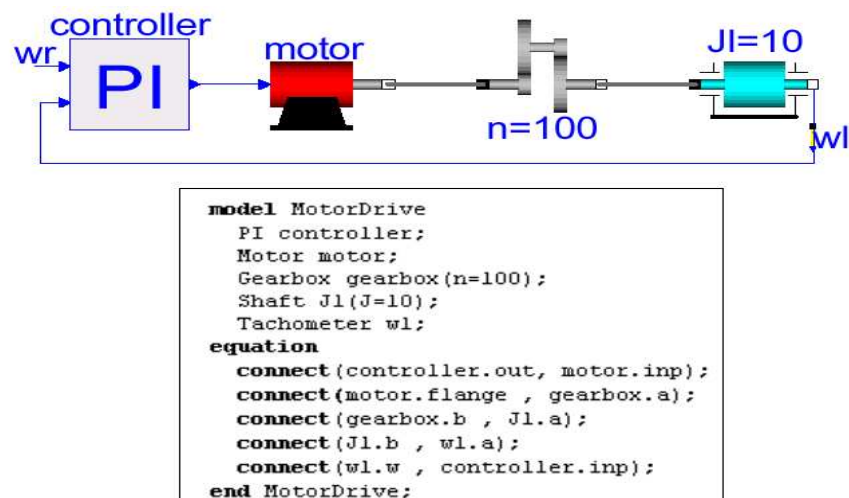 controller
wr
PI
motor
n=100
Jl=10
wl
model MotorDrive
PI controller;
Motor motor;
Gearbox gearbox(n=100);
Shaft Jl(J=10);
Tachometer wl;
equation
connect(controller.out, motor.inp);
connect(motor.flange , gearbox.a);
connect(gearbox.b , Jl.a);
connect(Jl.b , wl.a);
connect(wl.w , controller.inp);
end MotorDrive;